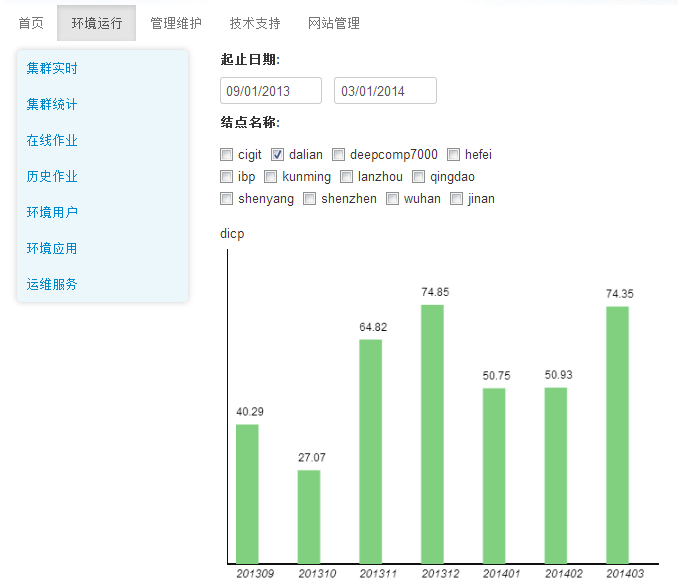 首页 环境运行 管理维护 技术支持 网站管理
集群实时
集群统计
在线作业
历史作业
环境用户
环境应用
运维服务
起止日期:
09/01/2013 03/01/2014
结点名称:
cigit dalian deepcomp7000 hefei
ibp kunming lanzhou qingdao
shenyang shenzhen wuhan jinan
dicp
40.29 27.07 64.82 74.85 50.75 50.93 74.35
201309 201310 201311 201312 201401 201402 201403